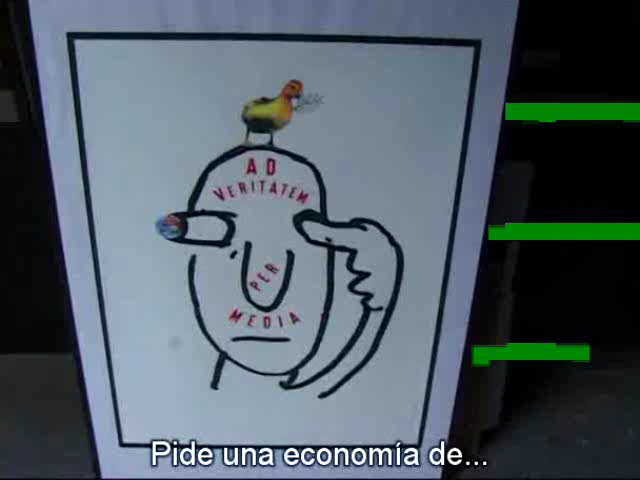 AD
VERITATEM
PER
MEDIA
Pide una economía de...